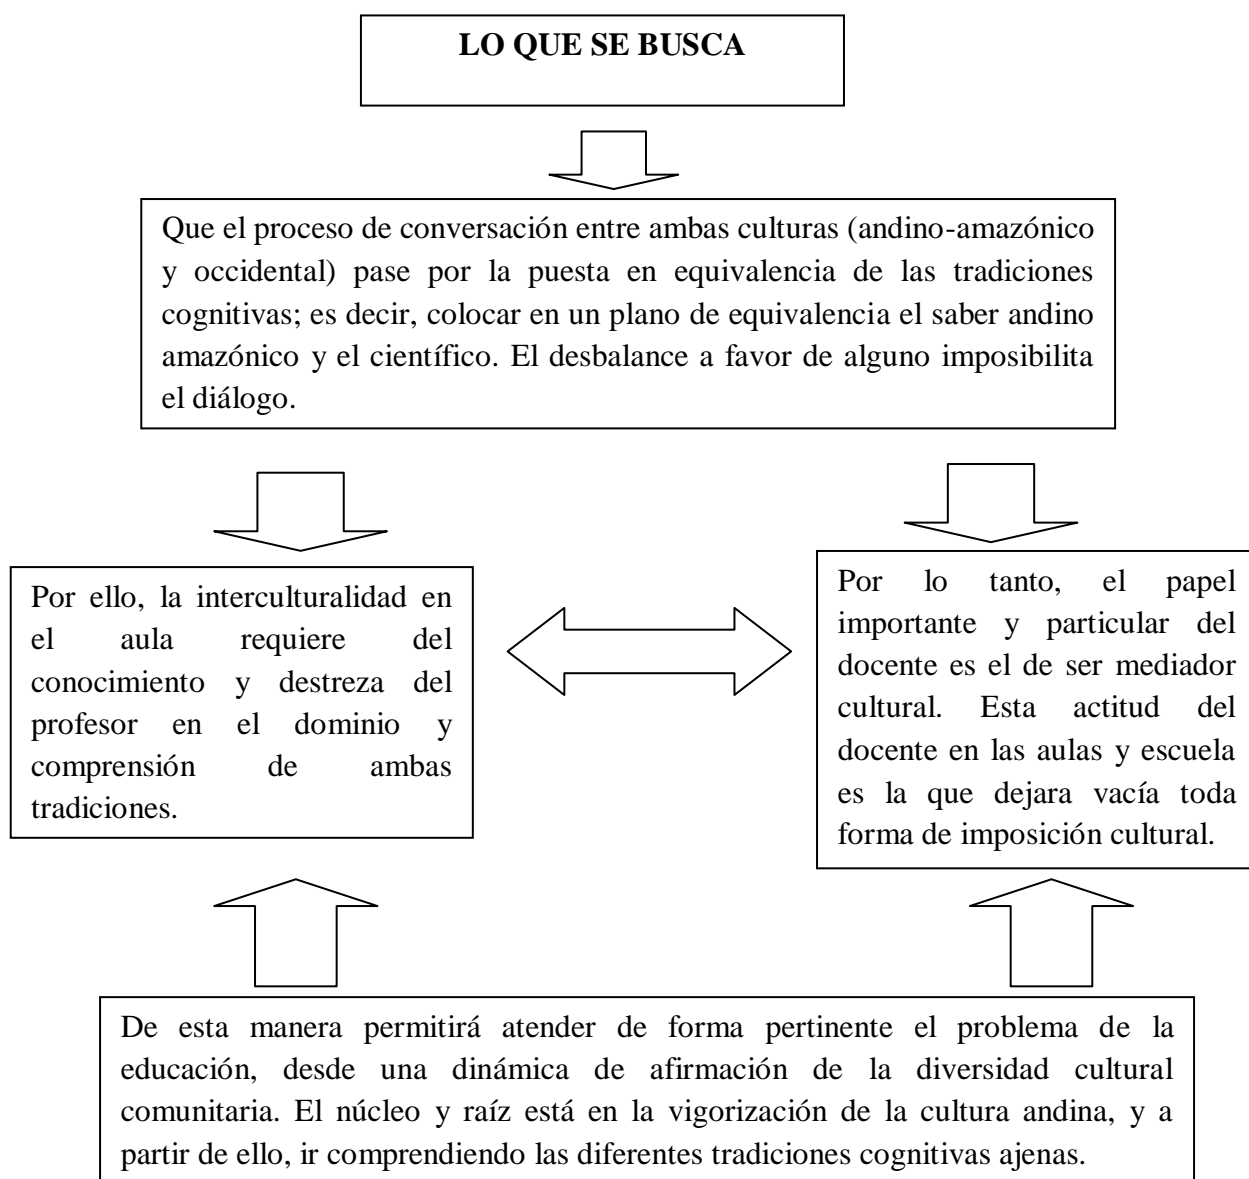 LO QUE SE BUSCA
Que el proceso de conversación entre ambas culturas (andino-amazónico
y occidental) pase por la puesta en equivalencia de las tradiciones
cognitivas; es decir, colocar en un plano de equivalencia el saber andino
amazónico y el científico. El desbalance a favor de alguno imposibilita
el diálogo.
Por ello, la interculturalidad en
el aula requiere del
conocimiento y destreza del
profesor en el dominio y
comprensión de ambas
tradiciones.
Por lo tanto, el papel
importante y particular del
docente es el de ser mediador
cultural. Esta actitud del
docente en las aulas y escuela
es la que dejara vacía toda
forma de imposición cultural.
De esta manera permitirá atender de forma pertinente el problema de la
educación, desde una dinámica de afirmación de la diversidad cultural
comunitaria. El núcleo y raíz está en la vigorización de la cultura andina, y a
partir de ello, ir comprendiendo las diferentes tradiciones cognitivas ajenas.